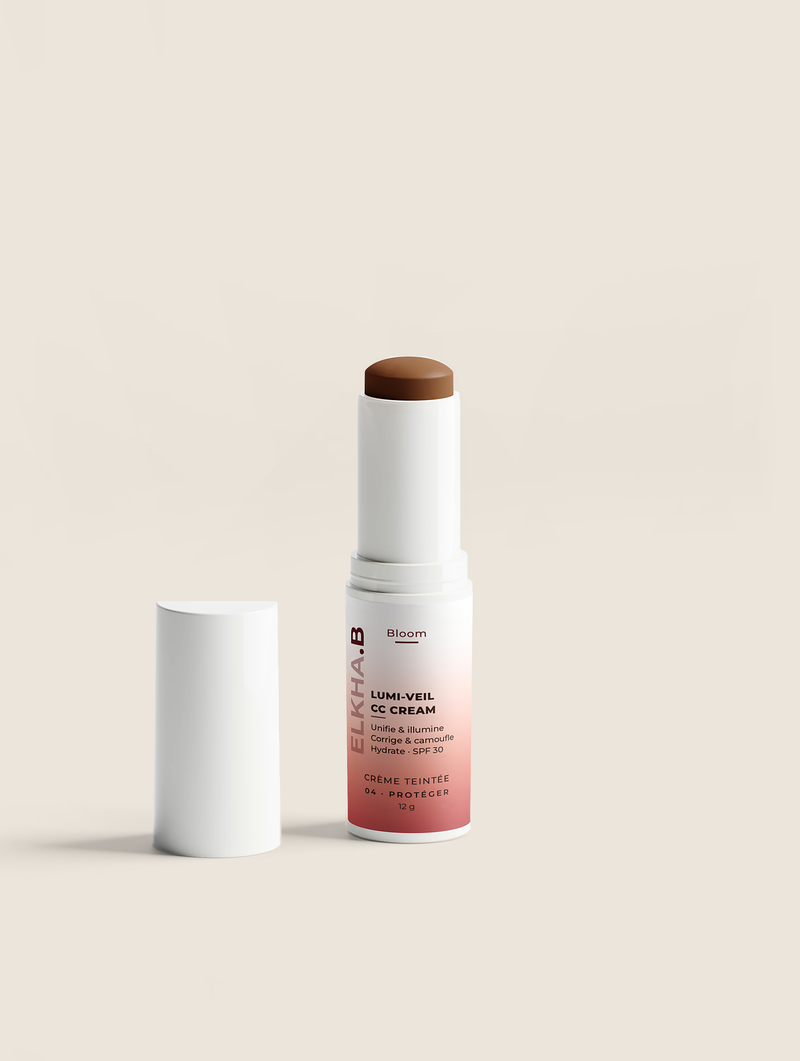 Bloom
ELKHA.B
LUMI-VEIL
CC CREAM
Unifie & illumine
Corrige & camoufle
Hydrate · SPF 30
CRÈME TEINTÉE
04 · PROTÉGER
12 g